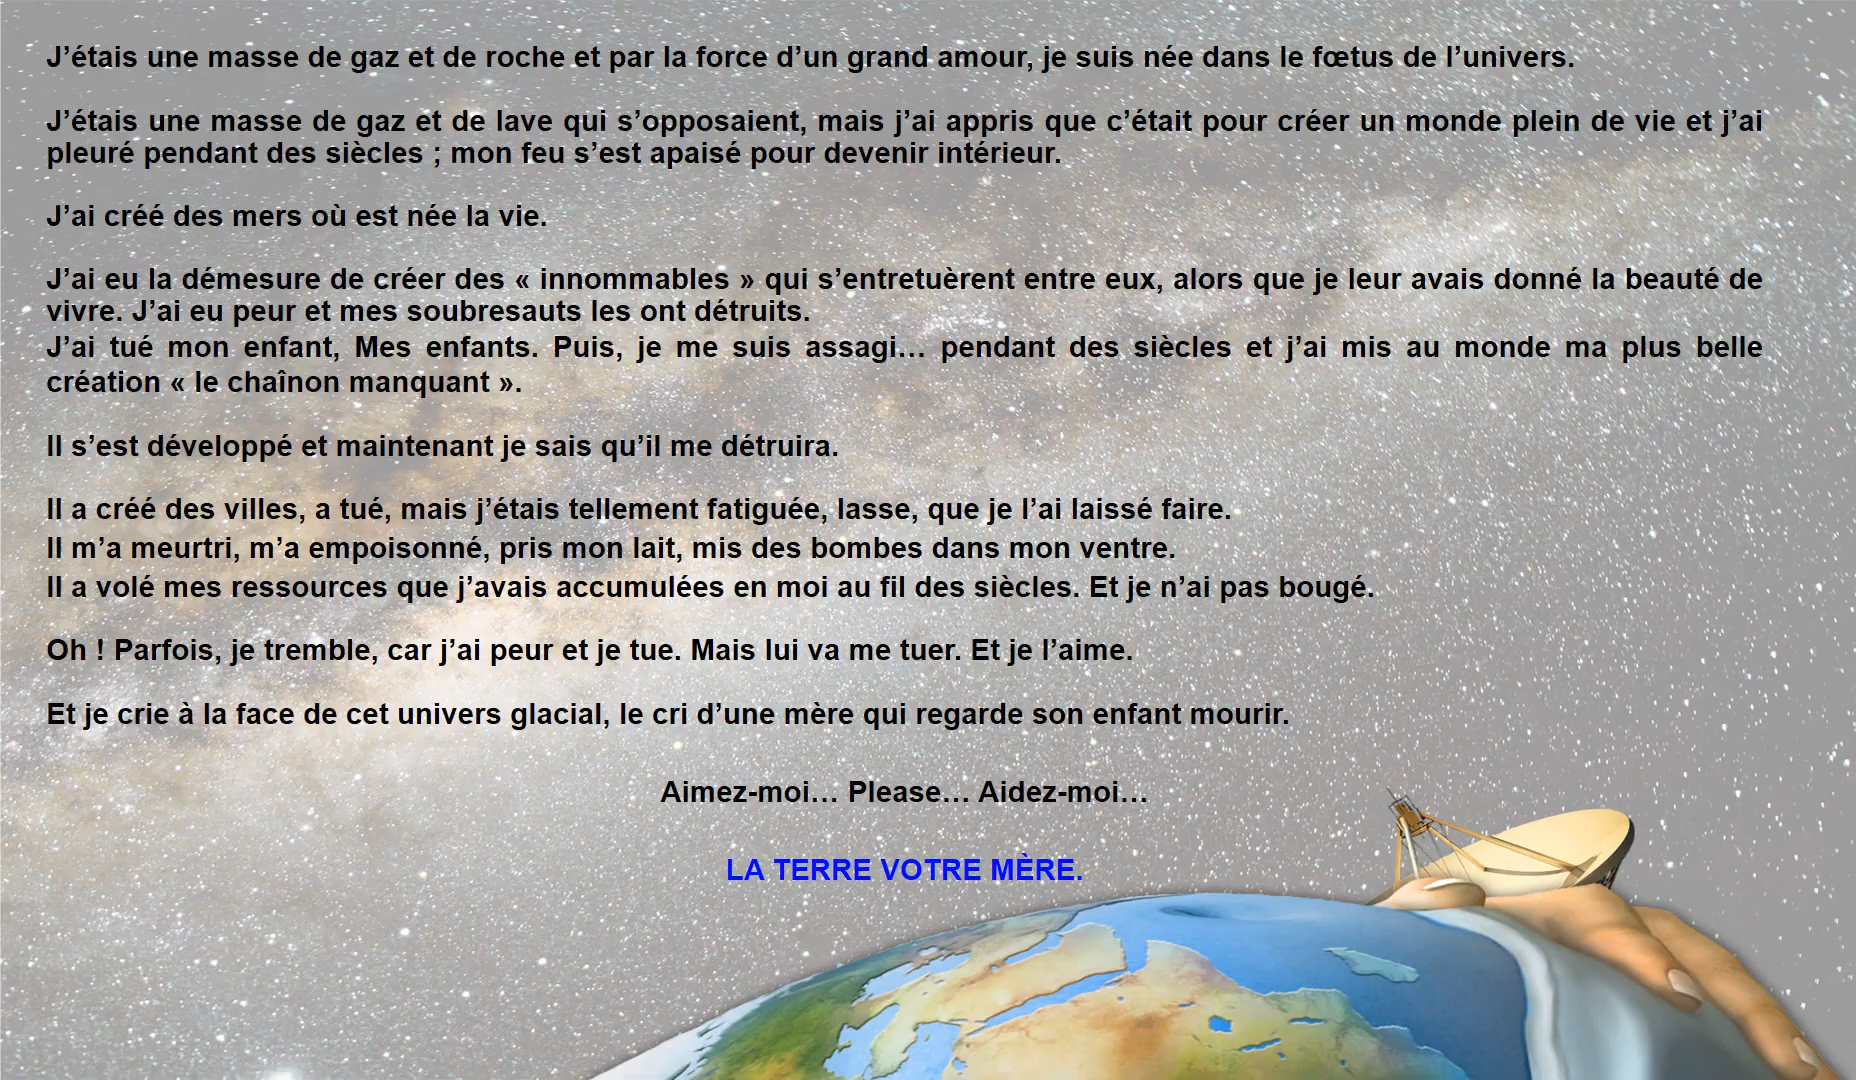 J’étais une masse de gaz et de roche et par la force d’un grand amour, je suis née dans le fœtus de l’univers.
J’étais une masse de gaz et de lave qui s’opposaient, mais j’ai appris que c’était pour créer un monde plein de vie et j’ai
pleuré pendant des siècles ; mon feu s’est apaisé pour devenir intérieur.
J’ai créé des mers où est née la vie.
J’ai eu la démesure de créer des « innommables » qui s’entretuèrent entre eux, alors que je leur avais donné la beauté de
vivre. J’ai eu peur et mes soubresauts les ont détruits.
J’ai tué mon enfant, Mes enfants. Puis, je me suis assagi… pendant des siècles et j’ai mis au monde ma plus belle
création « le chaînon manquant ».
Il s’est développé et maintenant je sais qu’il me détruira.
Il a créé des villes, a tué, mais j’étais tellement fatiguée, lasse, que je l’ai laissé faire.
Il m’a meurtri, m’a empoisonné, pris mon lait, mis des bombes dans mon ventre.
Il a volé mes ressources que j’avais accumulées en moi au fil des siècles. Et je n’ai pas bougé.
Oh ! Parfois, je tremble, car j’ai peur et je tue. Mais lui va me tuer. Et je l’aime.
Et je crie à la face de cet univers glacial, le cri d’une mère qui regarde son enfant mourir.
Aimez-moi… Please… Aidez-moi…
LA TERRE VOTRE MÈRE.